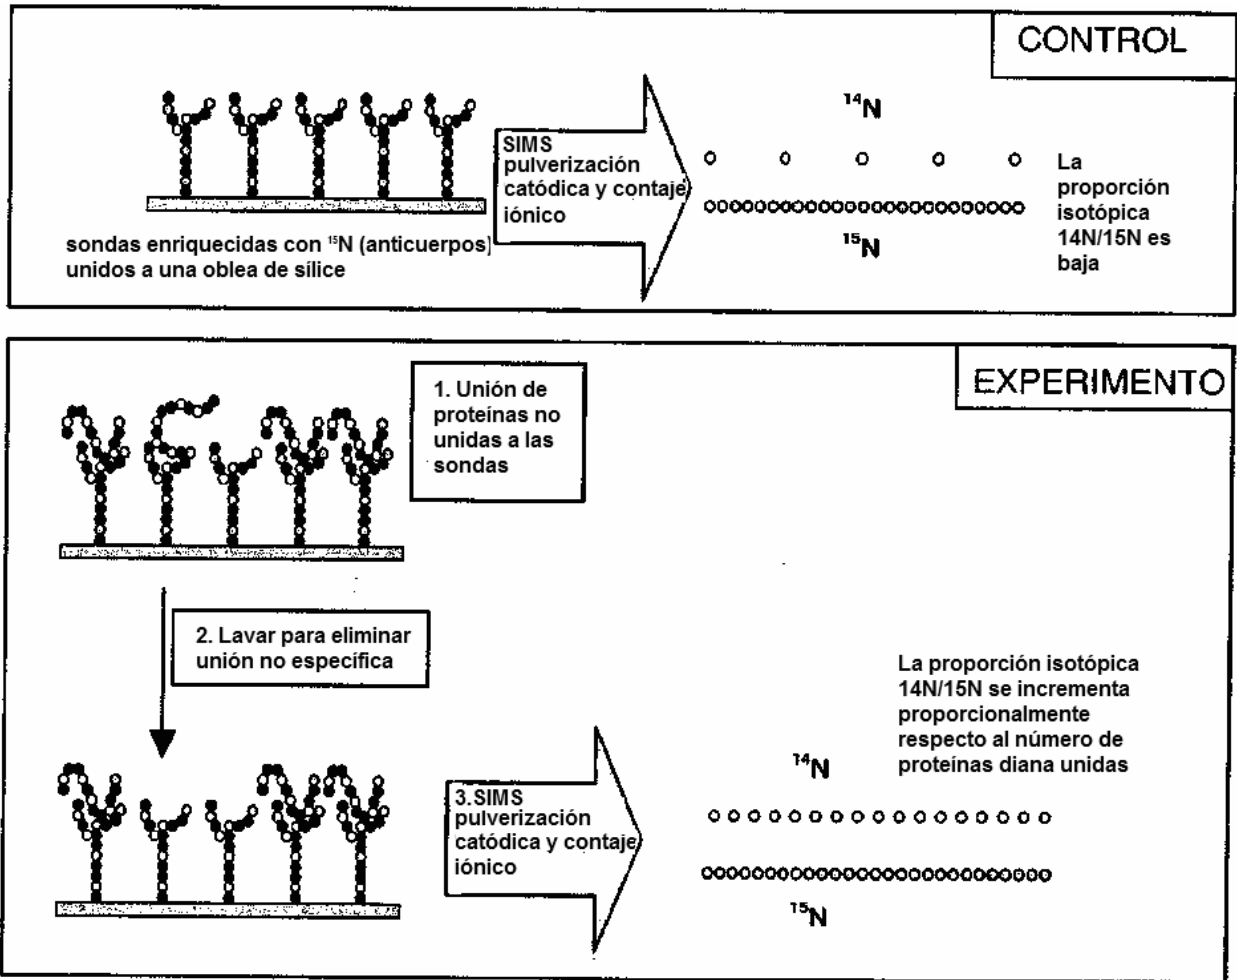 CONTROL
SIMS
pulverización
catódica y contaje
iónico
¹⁴N
¹⁵N
La
proporción
isotópica
14N/15N es
baja
sondas enriquecidas con ¹⁵N (anticuerpos)
unidos a una oblea de sílice
EXPERIMENTO
1. Unión de
proteínas no
unidas a las
sondas
2. Lavar para eliminar
unión no específica
3.SIMS
pulverización
catódica y contaje
iónico
La proporción isotópica
14N/15N se incrementa
proporcionalmente
respecto al número de
proteínas diana unidas
¹⁴N
¹⁵N